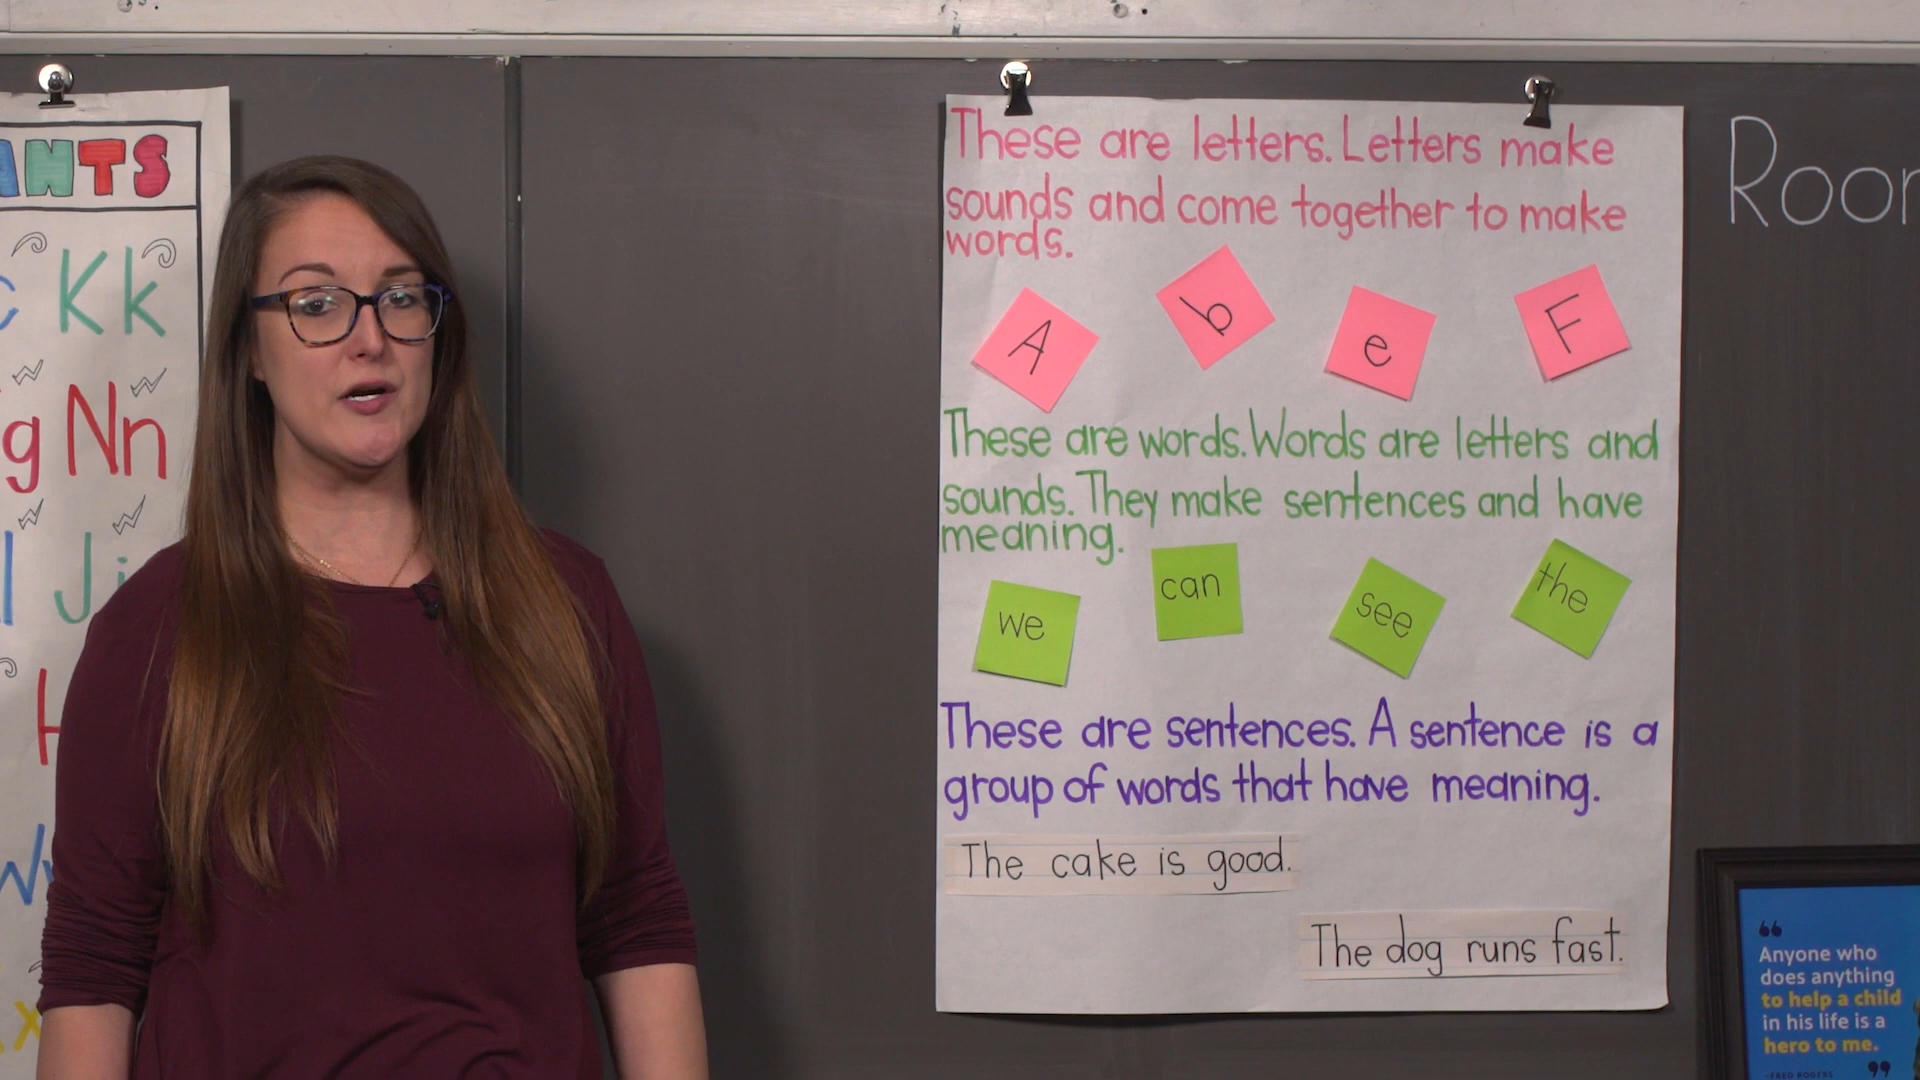 ANTS
Kk
g Nn
J
These are letters. Letters make
sounds and come together to make
words.
A b e F
These are words. Words are letters and
sounds. They make sentences and have
meaning.
we can see the
These are sentences. A sentence is a
group of words that have meaning.
The cake is good.
The dog runs fast.
Roo
“
Anyone who
does anything
to help a child
in his life is a
hero to me.
-FRED ROGERS ”